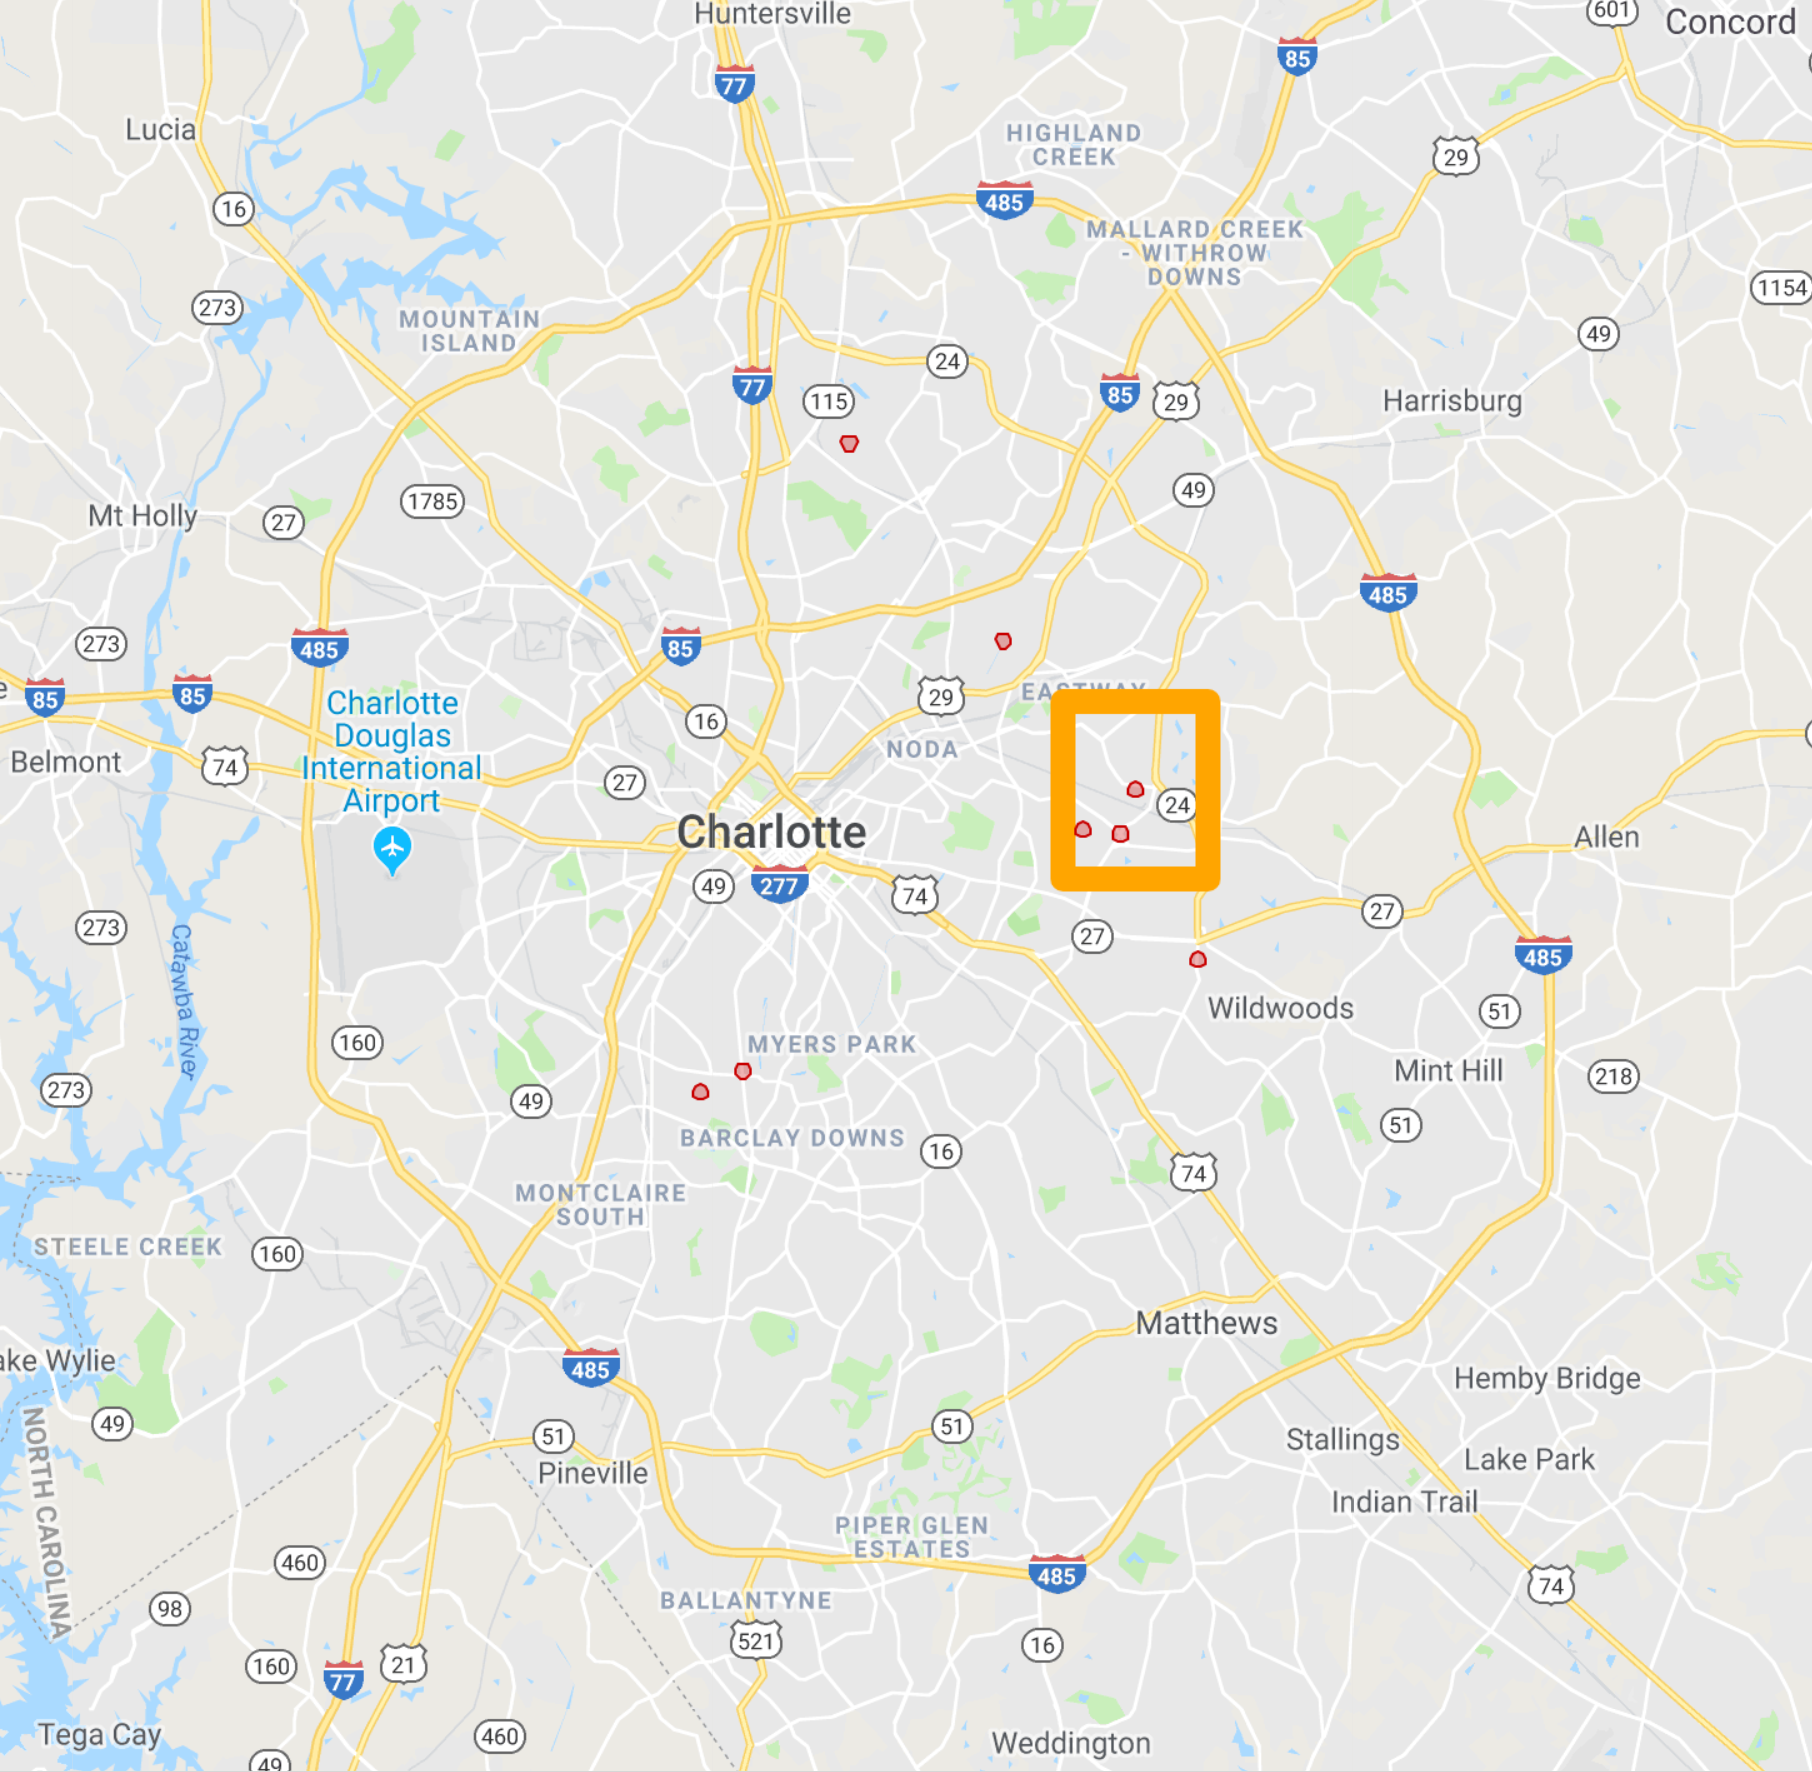 Huntersville
601
Concord
85
77
Lucia
HIGHLAND
CREEK
29
485
16
MALLARD CREEK
- WITHROW
DOWNS
273
1154
MOUNTAIN
ISLAND
49
24
77
115
85
29
Harrisburg
1785
49
Mt Holly
27
485
273
485
85
EASTWAY
85
85
Charlotte
Douglas
International
Airport
29
16
NODA
Belmont
74
27
24
Charlotte
Allen
49
277
74
27
273
27
485
Catawba River
Wildwoods
51
160
MYERS PARK
Mint Hill
218
273
49
51
BARCLAY DOWNS
16
74
MONTCLAIRE
SOUTH
STEELE CREEK
160
Matthews
ake Wylie
485
Hemby Bridge
49
51
51
Stallings
Pineville
Lake Park
NORTH CAROLINA
Indian Trail
PIPER GLEN
ESTATES
460
485
74
BALLANTYNE
98
521
16
160
21
77
Tega Cay
460
Weddington
49